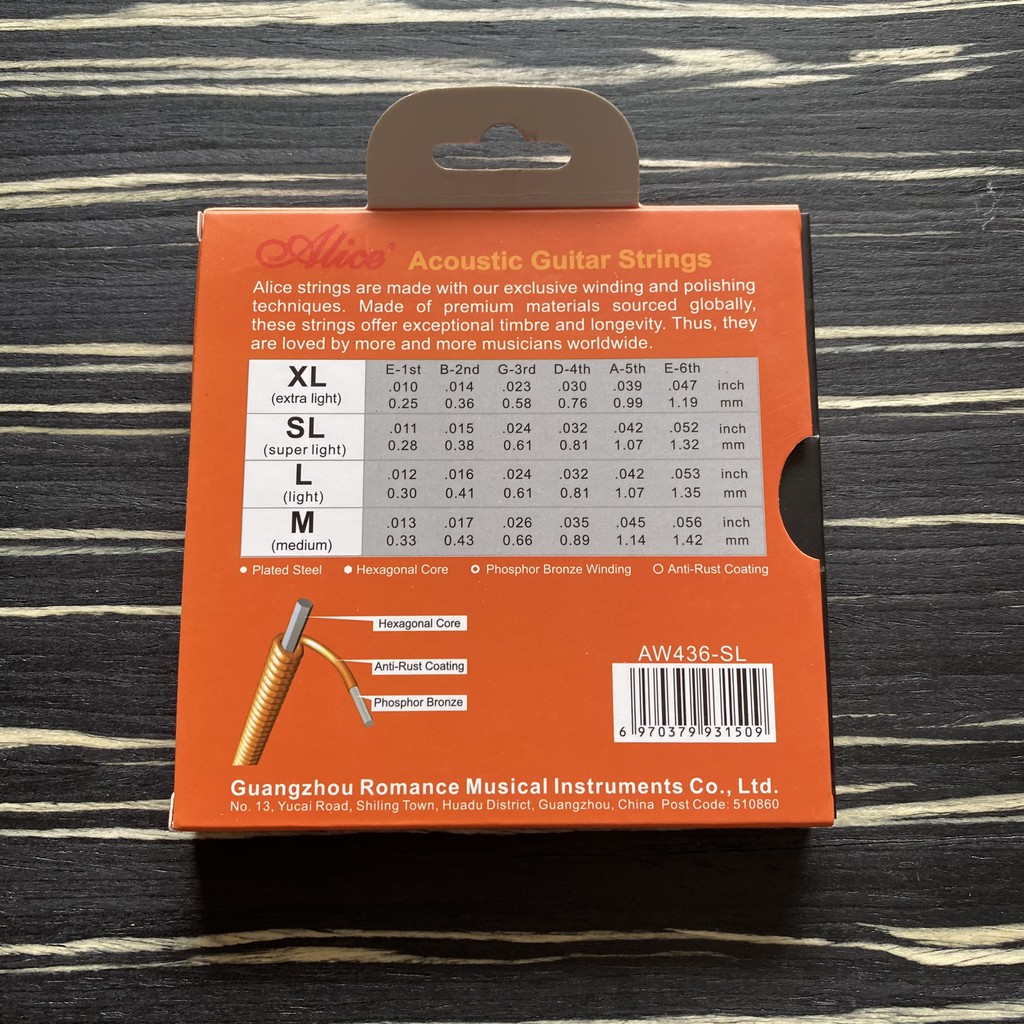 Alice® Acoustic Guitar Strings
Alice strings are made with our exclusive winding and polishing
techniques. Made of premium materials sourced globally,
these strings offer exceptional timbre and longevity. Thus, they
are loved by more and more musicians worldwide.
XL (extra light)
E-1st B-2nd G-3rd D-4th A-5th E-6th
.010 .014 .023 .030 .039 .047 inch
0.25 0.36 0.58 0.76 0.99 1.19 mm
SL (super light)
.011 .015 .024 .032 .042 .052 inch
0.28 0.38 0.61 0.81 1.07 1.32 mm
L (light)
.012 .016 .024 .032 .042 .053 inch
0.30 0.41 0.61 0.81 1.07 1.35 mm
M (medium)
.013 .017 .026 .035 .045 .056 inch
0.33 0.43 0.66 0.89 1.14 1.42 mm
Plated Steel Hexagonal Core Phosphor Bronze Winding Anti-Rust Coating
Hexagonal Core
Anti-Rust Coating
Phosphor Bronze
AW436-SL
6 970379 931509
Guangzhou Romance Musical Instruments Co., Ltd.
No. 13, Yucai Road, Shiling Town, Huadu District, Guangzhou, China Post Code: 510860